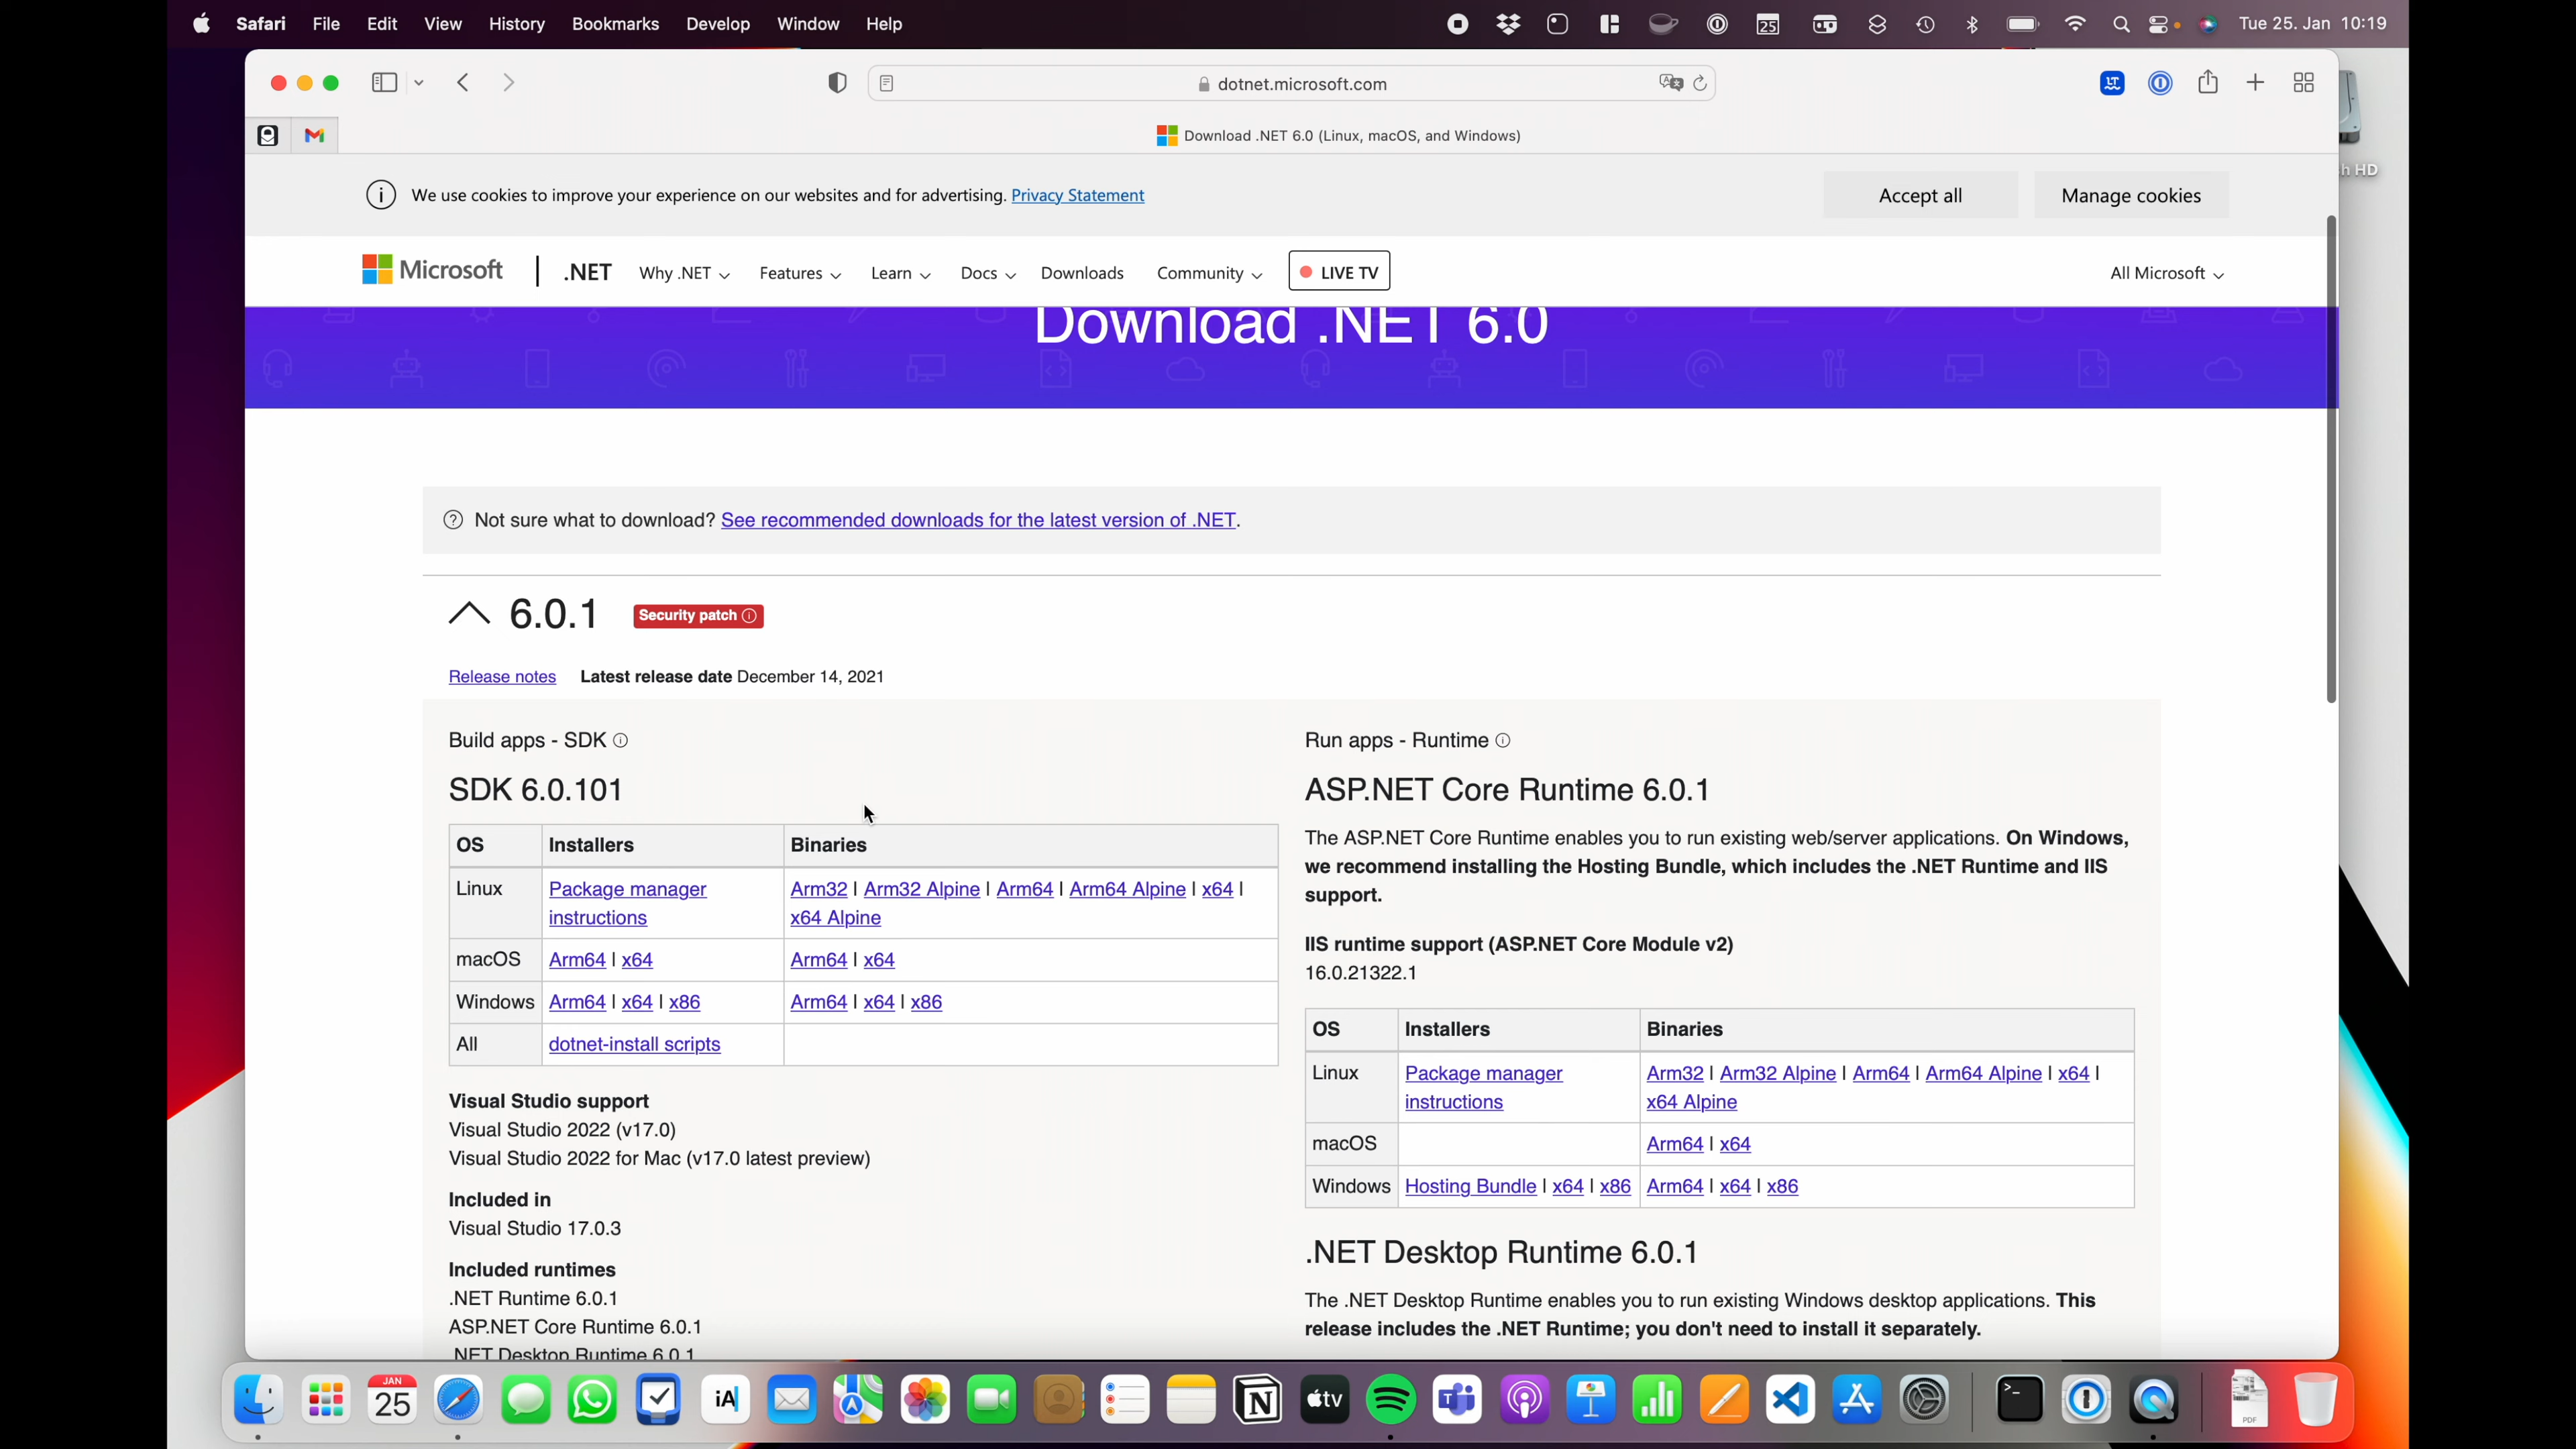 Safari File Edit View History Bookmarks Develop Window Help 25 Tue 25. Jan 10:19
dotnet.microsoft.com
Download .NET 6.0 (Linux, macOS, and Windows)
h HD
We use cookies to improve your experience on our websites and for advertising. Privacy Statement Accept all Manage cookies
Microsoft .NET Why .NET Features Learn Docs Downloads Community LIVE TV All Microsoft
Download .NET 6.0
Not sure what to download? See recommended downloads for the latest version of .NET.
6.0.1 Security patch
Release notes Latest release date December 14, 2021
Build apps - SDK
SDK 6.0.101
OS Installers Binaries
Linux Package manager instructions Arm32 | Arm32 Alpine | Arm64 | Arm64 Alpine | x64 |
x64 Alpine
macOS Arm64 | x64 Arm64 | x64
Windows Arm64 | x64 | x86 Arm64 | x64 | x86
All dotnet-install scripts
Visual Studio support
Visual Studio 2022 (v17.0)
Visual Studio 2022 for Mac (v17.0 latest preview)
Included in
Visual Studio 17.0.3
Included runtimes
.NET Runtime 6.0.1
ASP.NET Core Runtime 6.0.1
.NET Desktop Runtime 6.0.1
Run apps - Runtime
ASP.NET Core Runtime 6.0.1
The ASP.NET Core Runtime enables you to run existing web/server applications. On Windows,
we recommend installing the Hosting Bundle, which includes the .NET Runtime and IIS
support.
IIS runtime support (ASP.NET Core Module v2)
16.0.21322.1
OS Installers Binaries
Linux Package manager instructions Arm32 | Arm32 Alpine | Arm64 | Arm64 Alpine | x64 |
x64 Alpine
macOS Arm64 | x64
Windows Hosting Bundle | x64 | x86 Arm64 | x64 | x86
.NET Desktop Runtime 6.0.1
The .NET Desktop Runtime enables you to run existing Windows desktop applications. This
release includes the .NET Runtime; you don't need to install it separately.
JAN
25
iA
tv
PDF